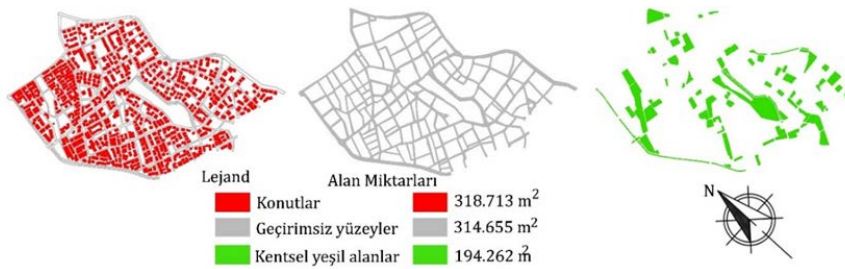 Lejand Alan Miktarları
Konutlar 318.713 m²
Geçirimsiz yüzeyler 314.655 m²
Kentsel yeşil alanlar 194.262 m²
N